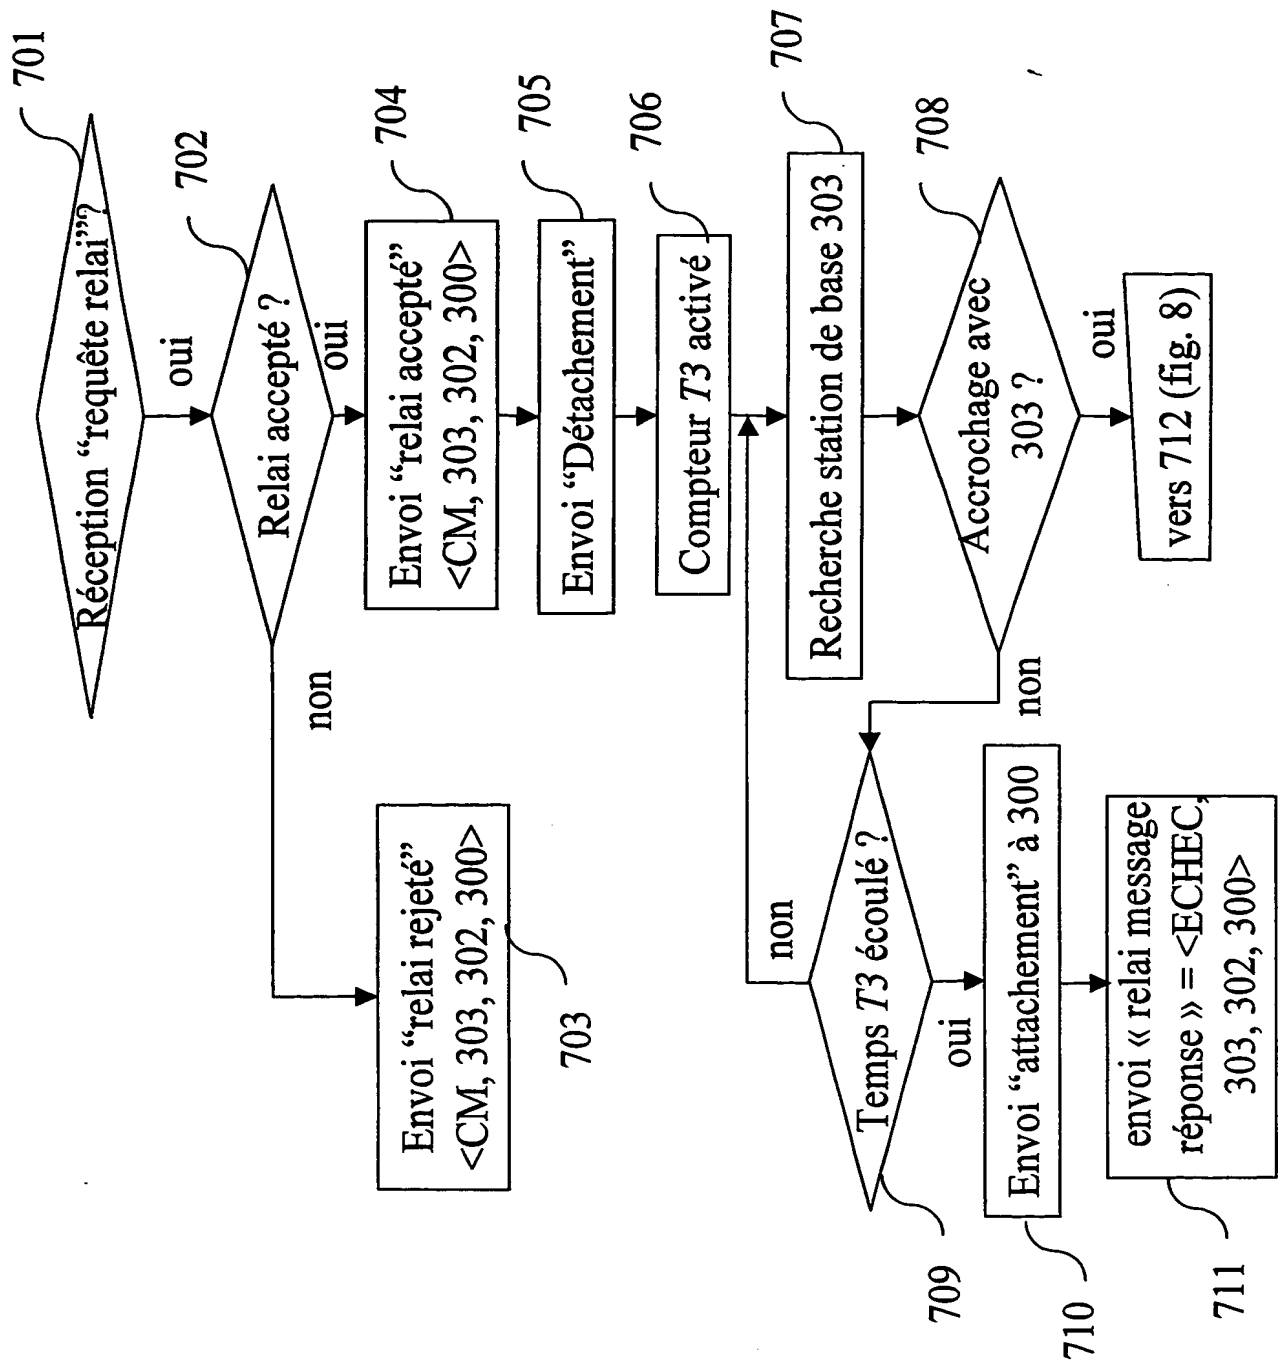 701
Réception “requête relai”?
oui
702
Relai accepté ?
oui
non
704
Envoi “relai accepté”
<CM, 303, 302, 300>
Envoi “relai rejeté”
<CM, 303, 302, 300>
703
705
Envoi “Détachement”
706
Compteur T3 activé
707
Recherche station de base 303
708
Accrochage avec
303 ?
oui
non
vers 712 (fig. 8)
Temps T3 écoulé ?
non
oui
709
Envoi “attachement” à 300
710
envoi « relai message
réponse » = <ECHEC,
303, 302, 300>
711